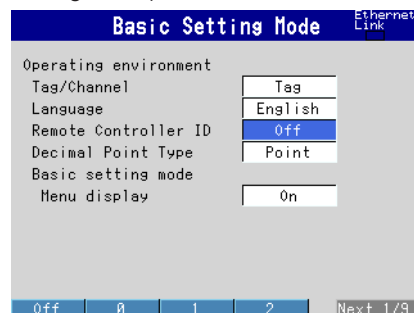 Basic Setting Mode
Ethernet
Link
Operating environment
Tag/Channel Tag
Language English
Remote Controller ID Off
Decimal Point Type Point
Basic setting mode
Menu display On
Off 0 1 2 Next 1/9